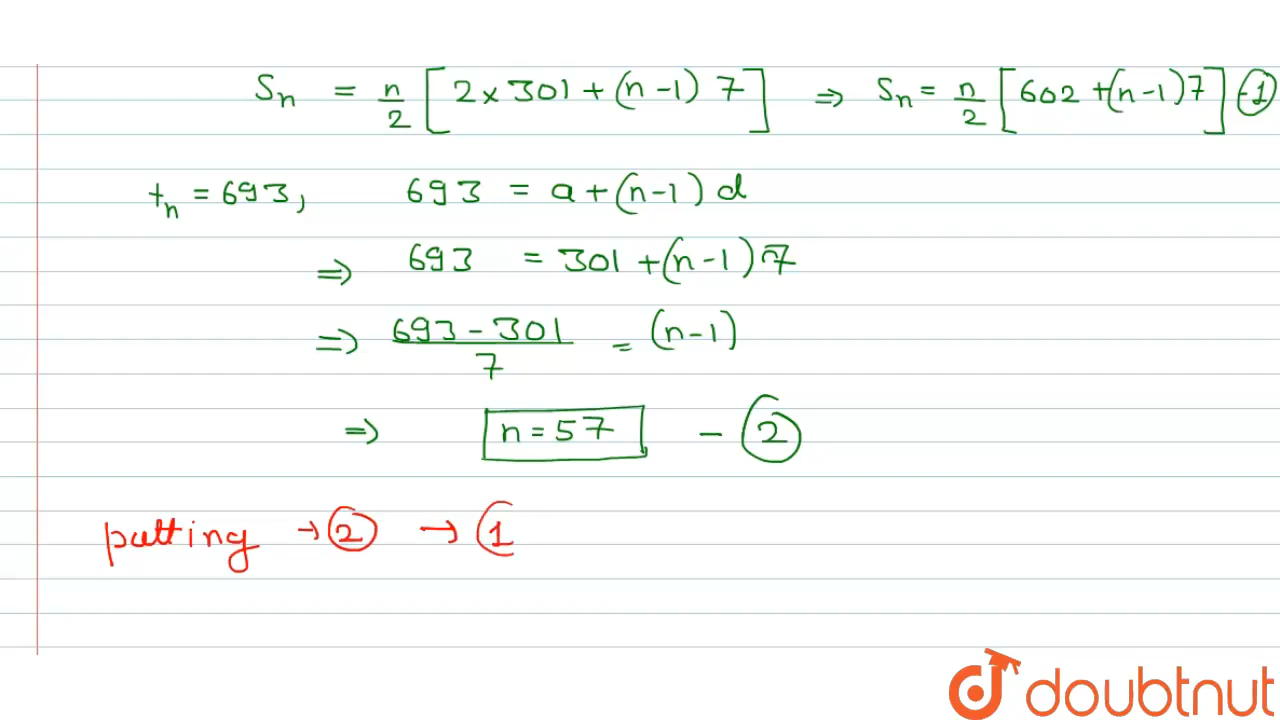 Sn = n/2 [2×301+(n-1) 7] ⇒ Sn = n/2 [602+(n-1)7] -①
tn = 693, 693 = a+(n-1) d
⇒ 693 = 301+(n-1) 7
⇒ 693-301/7 = (n-1)
⇒ n=57 - ②
putting → ② → ①
doubtnut